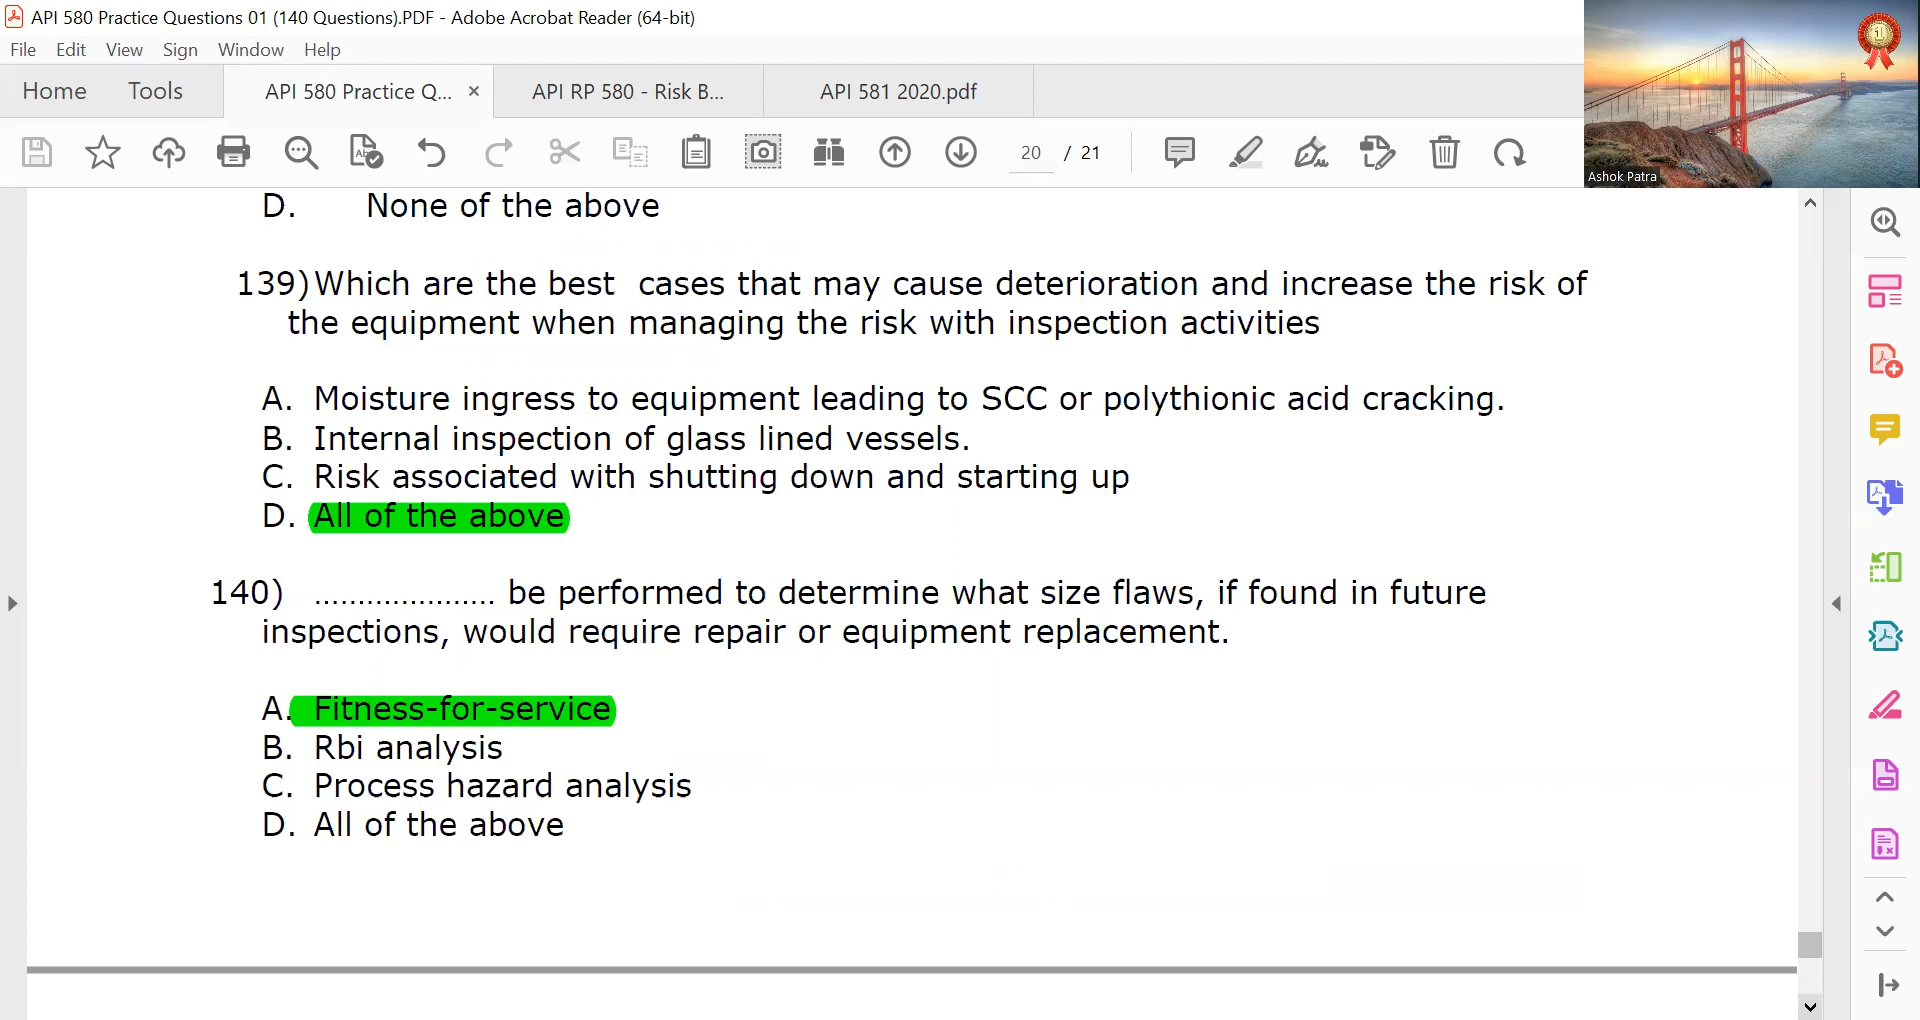 API 580 Practice Questions 01 (140 Questions).PDF - Adobe Acrobat Reader (64-bit)
File Edit View Sign Window Help
Home Tools API 580 Practice Q... × API RP 580 - Risk B... API 581 2020.pdf
20 / 21
1
Ashok Patra
D. None of the above
139) Which are the best cases that may cause deterioration and increase the risk of
the equipment when managing the risk with inspection activities
A. Moisture ingress to equipment leading to SCC or polythionic acid cracking.
B. Internal inspection of glass lined vessels.
C. Risk associated with shutting down and starting up
D. All of the above
140) ..................... be performed to determine what size flaws, if found in future
inspections, would require repair or equipment replacement.
A. Fitness-for-service
B. Rbi analysis
C. Process hazard analysis
D. All of the above